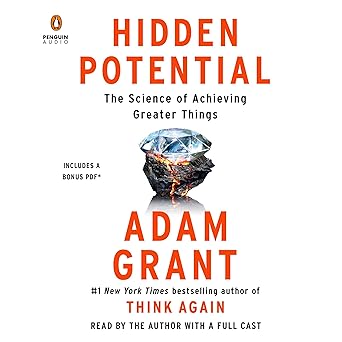 PENGUIN
AUDIO
HIDDEN
POTENTIAL
The Science of Achieving
Greater Things
INCLUDES A
BONUS PDF*
ADAM
GRANT
#1 New York Times bestselling author of
THINK AGAIN
READ BY THE AUTHOR WITH A FULL CAST